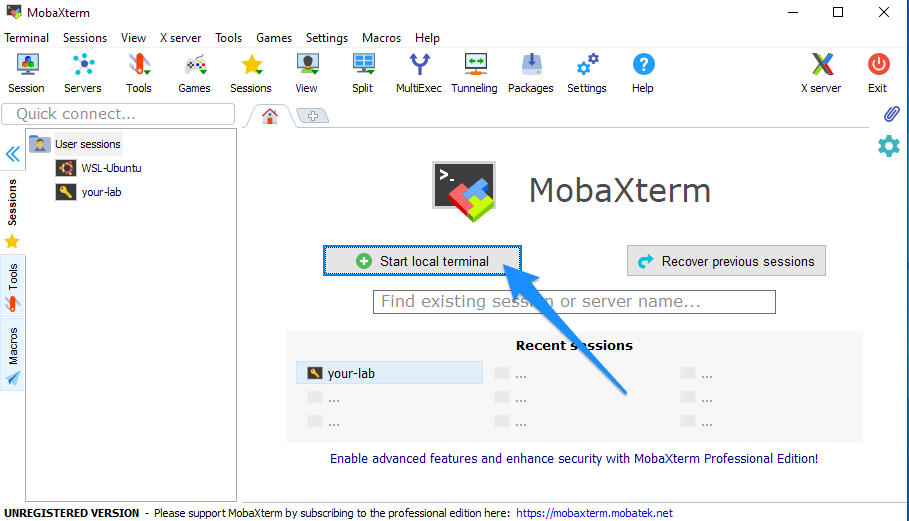 MobaXterm
Terminal Sessions View X server Tools Games Settings Macros Help
Session Servers Tools Games Sessions View Split MultiExec Tunneling Packages Settings Help X server Exit
Quick connect...
User sessions
WSL-Ubuntu
your-lab
Sessions
Tools
Macros
>_
MobaXterm
Start local terminal
Recover previous sessions
Find existing session or server name...
Recent sessions
your-lab ... ...
... ... ...
... ... ...
Enable advanced features and enhance security with MobaXterm Professional Edition!
UNREGISTERED VERSION - Please support MobaXterm by subscribing to the professional edition here: https://mobaxterm.mobatek.net